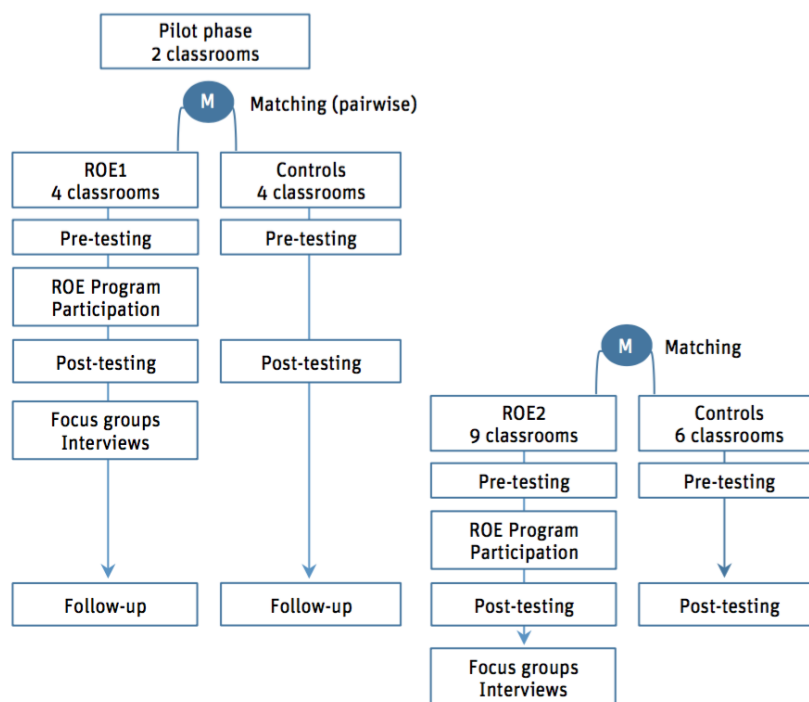 Pilot phase
2 classrooms
M
Matching (pairwise)
ROE1
4 classrooms
Controls
4 classrooms
Pre-testing
Pre-testing
ROE Program
Participation
Post-testing
Post-testing
Focus groups
Interviews
Follow-up
Follow-up
M
Matching
ROE2
9 classrooms
Controls
6 classrooms
Pre-testing
Pre-testing
ROE Program
Participation
Post-testing
Post-testing
Focus groups
Interviews